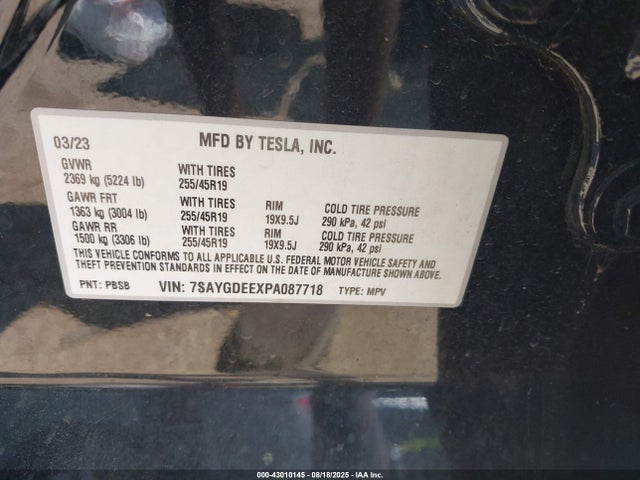 03/23 MFD BY TESLA, INC.
GVWR WITH TIRES
2369 kg (5224 lb) 255/45R19
GAWR FRT WITH TIRES RIM COLD TIRE PRESSURE
1363 kg (3004 lb) 255/45R19 19X9.5J 290 kPa, 42 psi
GAWR RR WITH TIRES RIM COLD TIRE PRESSURE
1500 kg (3306 lb) 255/45R19 19X9.5J 290 kPa, 42 psi
THIS VEHICLE CONFORMS TO ALL APPLICABLE U.S. FEDERAL MOTOR VEHICLE SAFETY AND
THEFT PREVENTION STANDARDS IN EFFECT ON THE DATE OF MANUFACTURE SHOWN ABOVE.
PNT: PBSB VIN: 7SAYGDEEXPA087718 TYPE: MPV
000-43010145 - 08/18/2025 - IAA Inc.